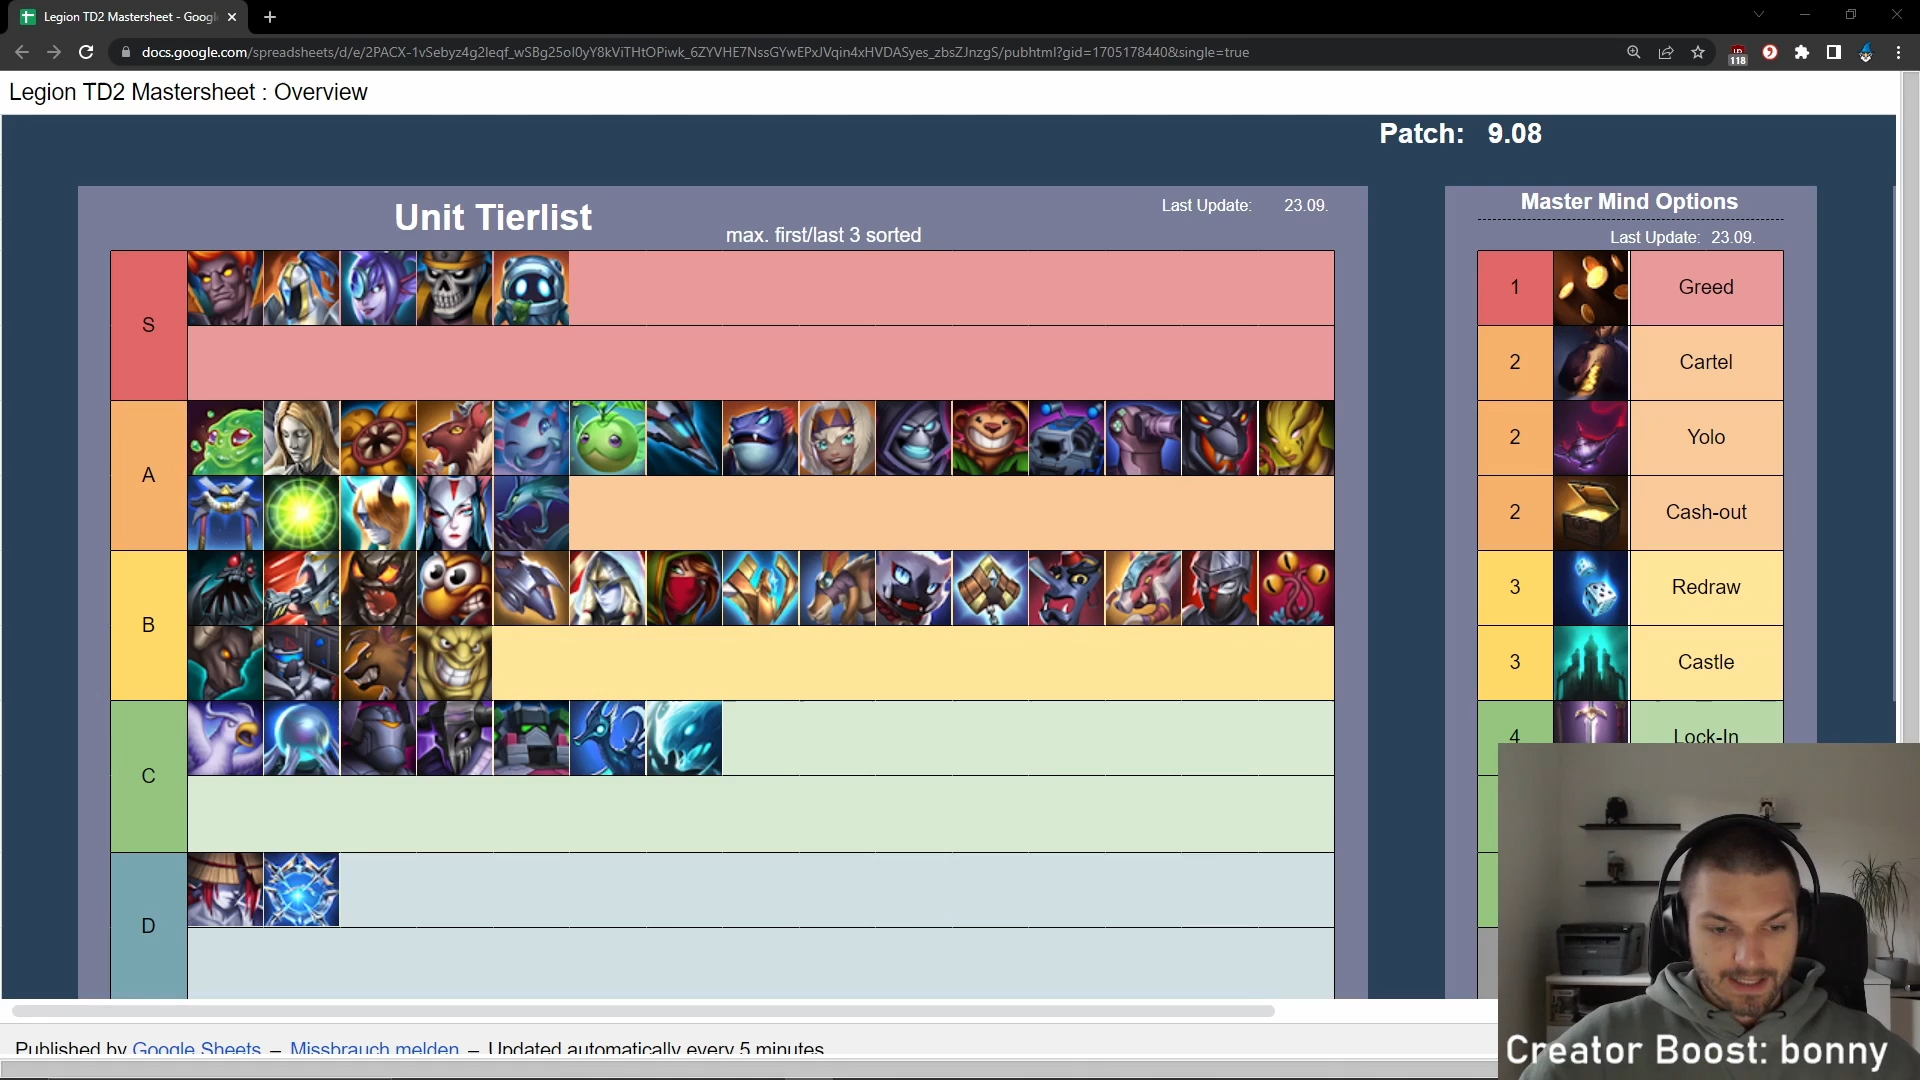 Legion TD2 Mastersheet - Googl
docs.google.com/spreadsheets/d/e/2PACX-1vSebyz4g2leqf_wSBg25oI0yY8kViTHtOPiwk_6ZYVHE7NssGYwEPxJVqin4xHVDASyes_zbsZJnzgS/pubhtml?gid=1705178440&single=true
118
Legion TD2 Mastersheet : Overview
Patch: 9.08
Unit Tierlist
Last Update: 23.09.
max. first/last 3 sorted
Master Mind Options
Last Update: 23.09.
S
A
B
C
D
1 Greed
2 Cartel
2 Yolo
2 Cash-out
3 Redraw
3 Castle
4 Lock-In
Published by Google Sheets – Missbrauch melden – Updated automatically every 5 minutes
Creator Boost: bonny